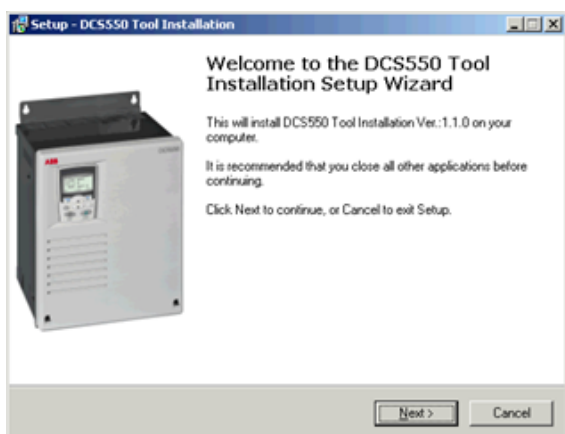 Setup - DCS550 Tool Installation
Welcome to the DCS550 Tool
Installation Setup Wizard
This will install DCS550 Tool Installation Ver.:1.1.0 on your
computer.
It is recommended that you close all other applications before
continuing.
Click Next to continue, or Cancel to exit Setup.
ABB
Next >
Cancel